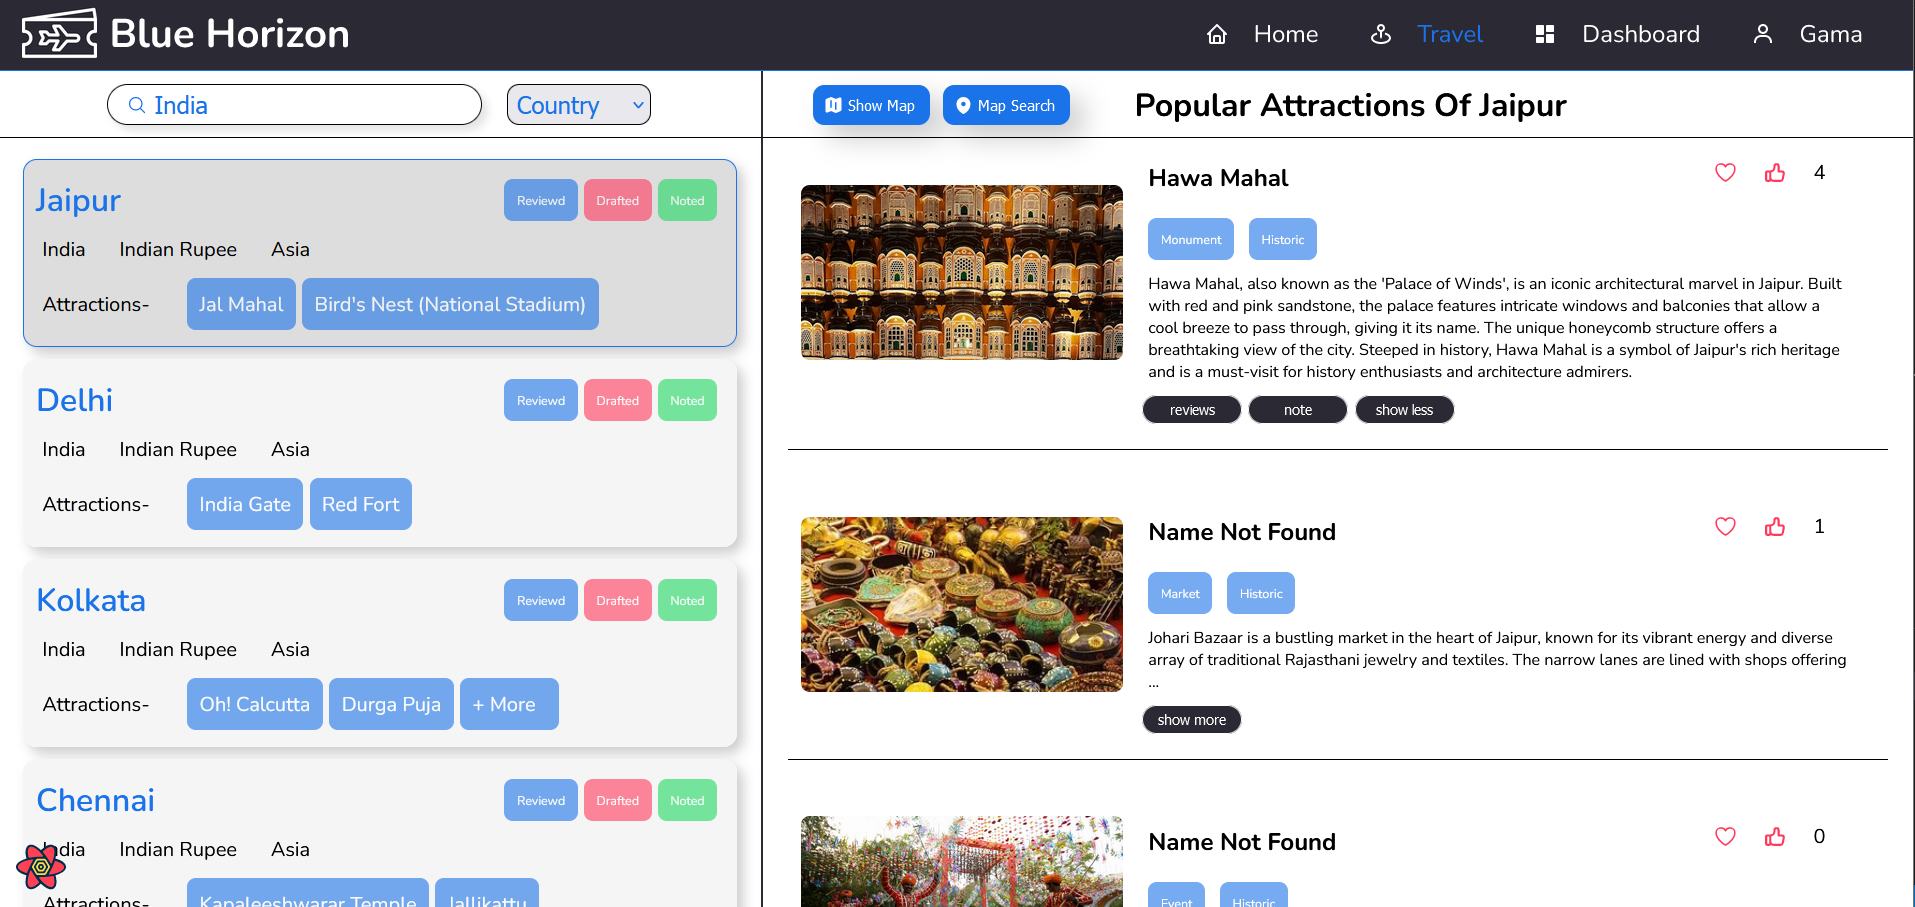 Blue Horizon
Home
Travel
Dashboard
Gama
India
Country
Jaipur
Reviewd
Drafted
Noted
India
Indian Rupee
Asia
Attractions-
Jal Mahal
Bird's Nest (National Stadium)
Delhi
Reviewd
Drafted
Noted
India
Indian Rupee
Asia
Attractions-
India Gate
Red Fort
Kolkata
Reviewd
Drafted
Noted
India
Indian Rupee
Asia
Attractions-
Oh! Calcutta
Durga Puja
+ More
Chennai
Reviewd
Drafted
Noted
India
Indian Rupee
Asia
Attractions-
Kapaleeshwarar Temple
Jallikattu
Show Map
Map Search
Popular Attractions Of Jaipur
Hawa Mahal
4
Monument
Historic
Hawa Mahal, also known as the 'Palace of Winds', is an iconic architectural marvel in Jaipur. Built
with red and pink sandstone, the palace features intricate windows and balconies that allow a
cool breeze to pass through, giving it its name. The unique honeycomb structure offers a
breathtaking view of the city. Steeped in history, Hawa Mahal is a symbol of Jaipur's rich heritage
and is a must-visit for history enthusiasts and architecture admirers.
reviews
note
show less
Name Not Found
1
Market
Historic
Johari Bazaar is a bustling market in the heart of Jaipur, known for its vibrant energy and diverse
array of traditional Rajasthani jewelry and textiles. The narrow lanes are lined with shops offering
...
show more
Name Not Found
0
Event
Historic